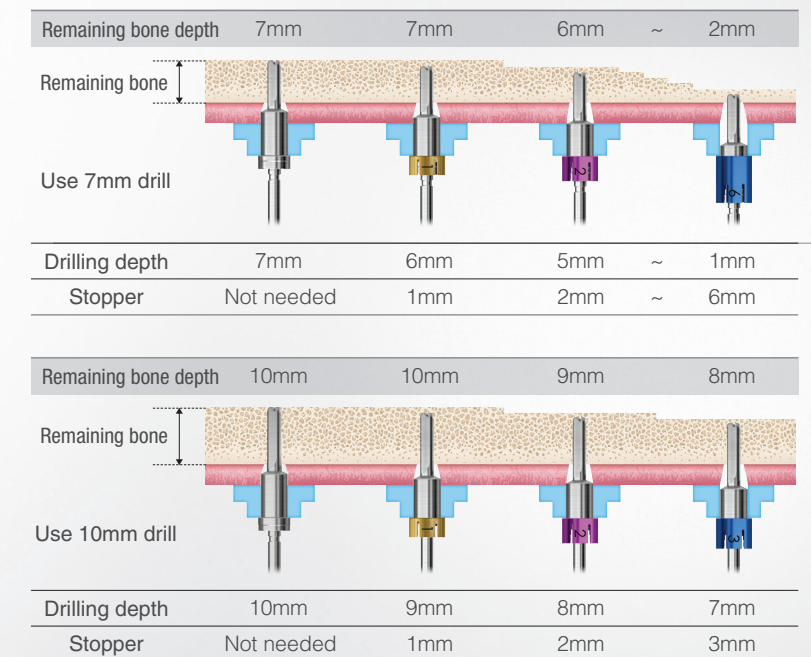 Remaining bone depth 7mm 7mm 6mm ~ 2mm
Remaining bone
Use 7mm drill
1 2 6
Drilling depth 7mm 6mm 5mm ~ 1mm
Stopper Not needed 1mm 2mm ~ 6mm
Remaining bone depth 10mm 10mm 9mm 8mm
Remaining bone
Use 10mm drill
1 2 3
Drilling depth 10mm 9mm 8mm 7mm
Stopper Not needed 1mm 2mm 3mm